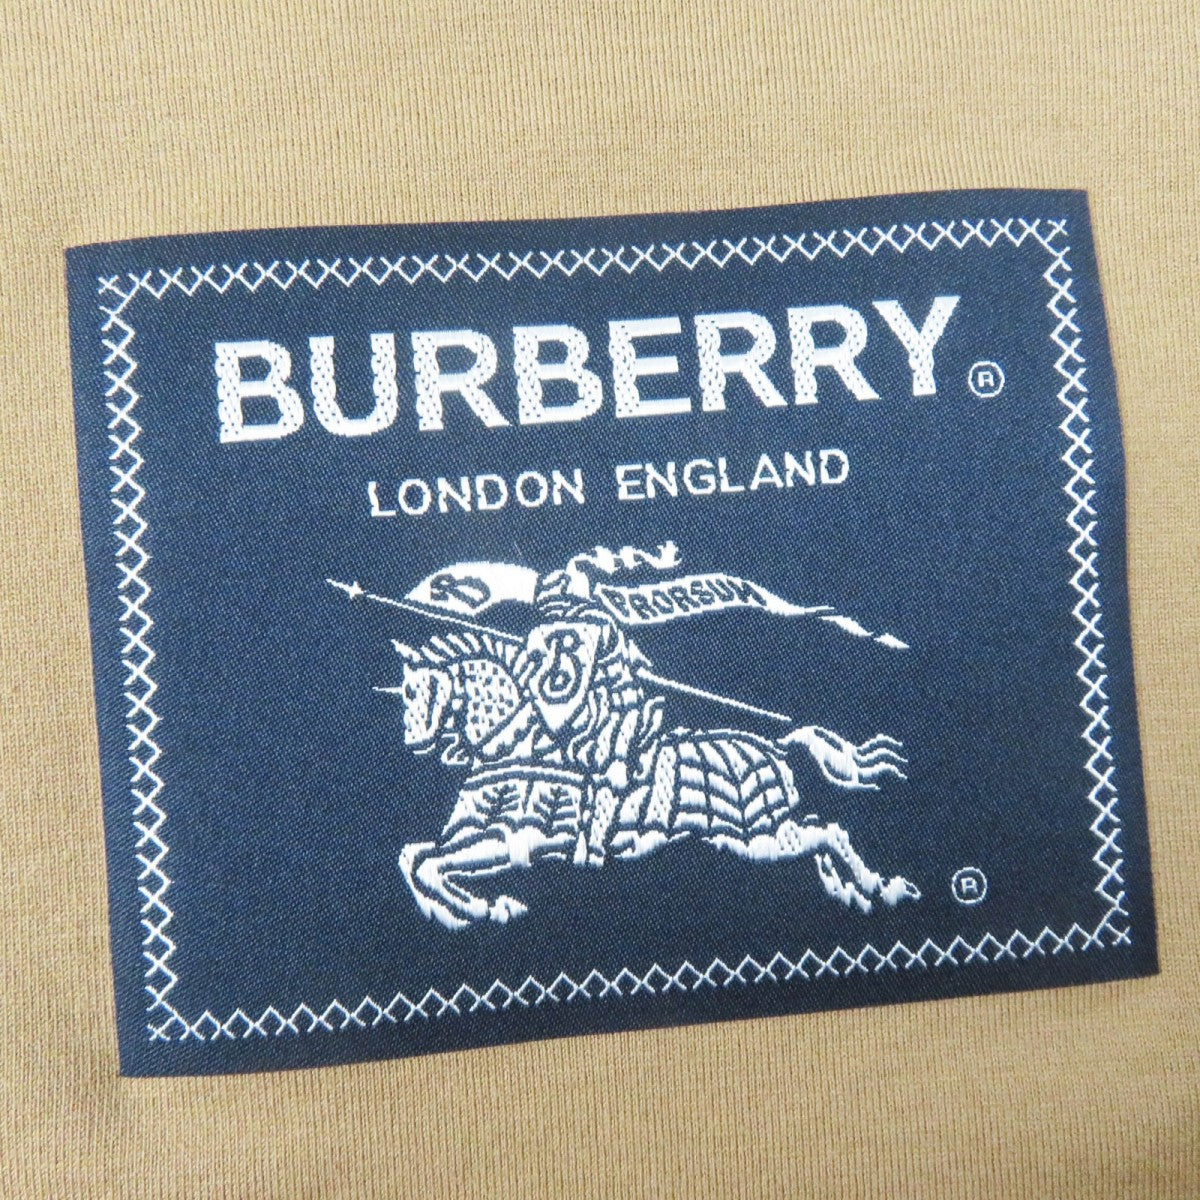 BURBERRY®
LONDON ENGLAND
B PRORSUM
B
®